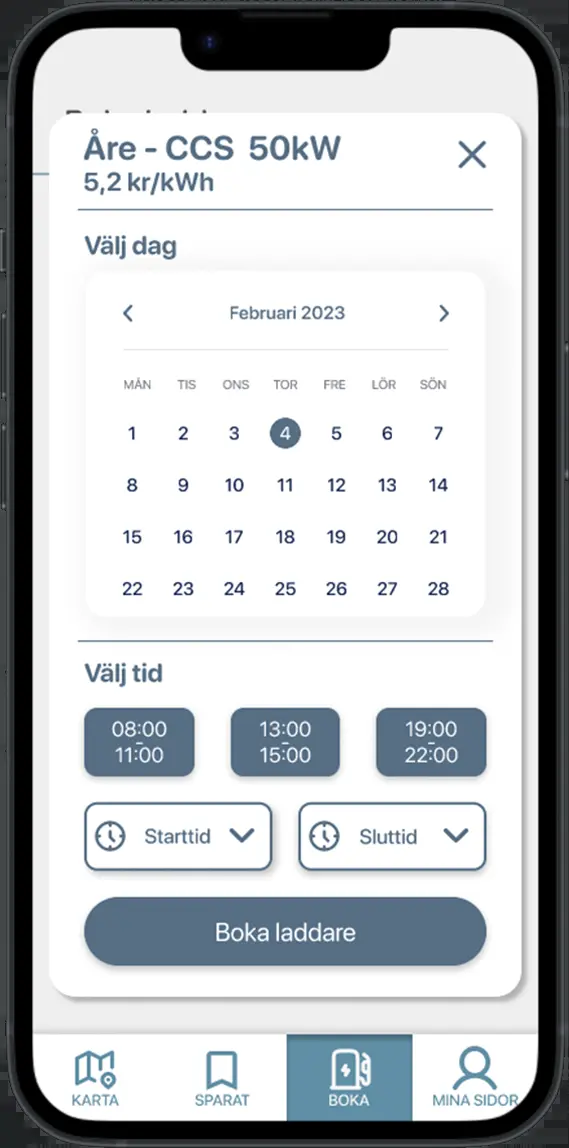 Åre - CCS 50kW
5,2 kr/kWh
Välj dag
Februari 2023
MÅN TIS ONS TOR FRE LÖR SÖN
1 2 3 4 5 6 7
8 9 10 11 12 13 14
15 16 17 18 19 20 21
22 23 24 25 26 27 28
Välj tid
08:00 13:00 19:00
- - -
11:00 15:00 22:00
Starttid Sluttid
Boka laddare
KARTA SPARAT BOKA MINA SIDOR